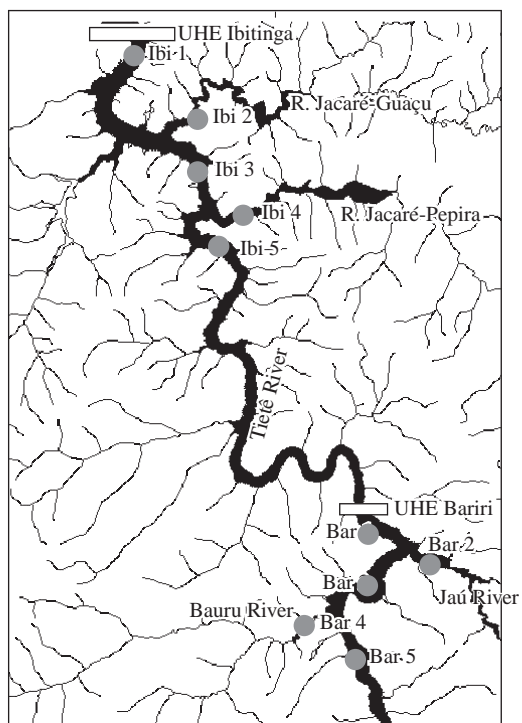 UHE Ibitinga
Ibi 1
R. Jacaré-Guaçu
Ibi 2
Ibi 3
Ibi 4
R. Jacaré-Pepira
Ibi 5
Tietê River
UHE Bariri
Bar
Bar 2
Bar
Jaú River
Bauru River
Bar 4
Bar 5